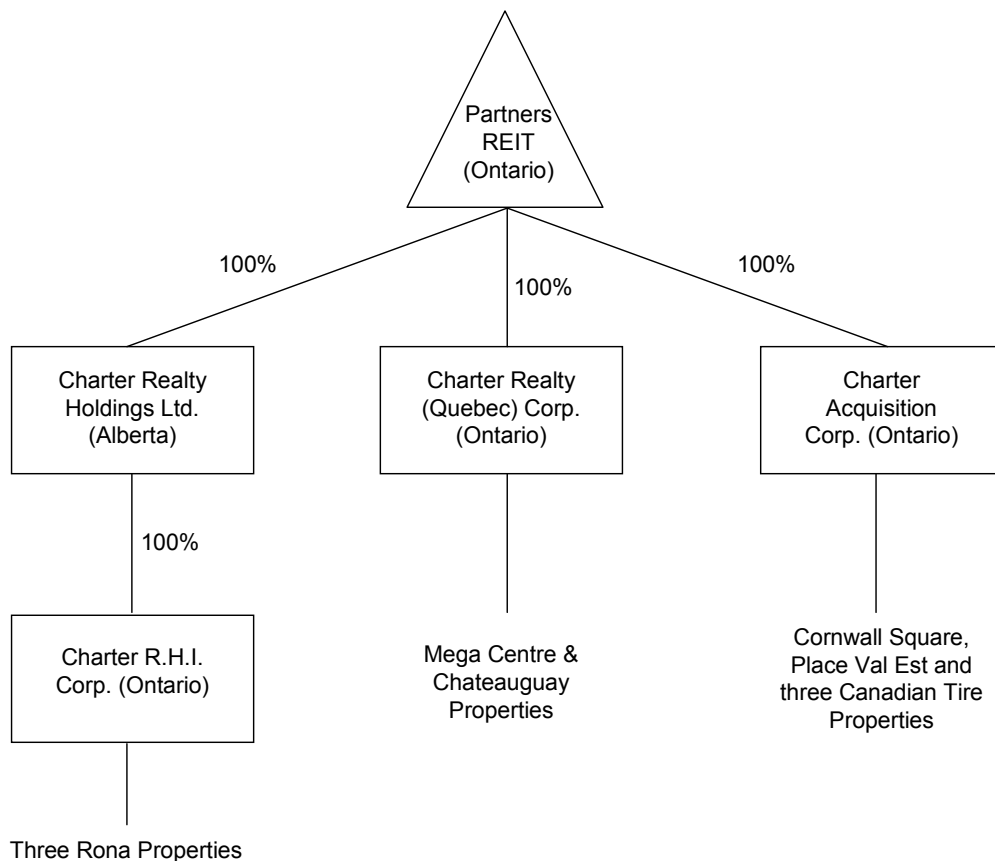 Partners
REIT
(Ontario)
100%
100%
100%
Charter Realty
Holdings Ltd.
(Alberta)
Charter Realty
(Quebec) Corp.
(Ontario)
Charter
Acquisition
Corp. (Ontario)
100%
Charter R.H.I.
Corp. (Ontario)
Mega Centre &
Chateauguay
Properties
Cornwall Square,
Place Val Est and
three Canadian Tire
Properties
Three Rona Properties